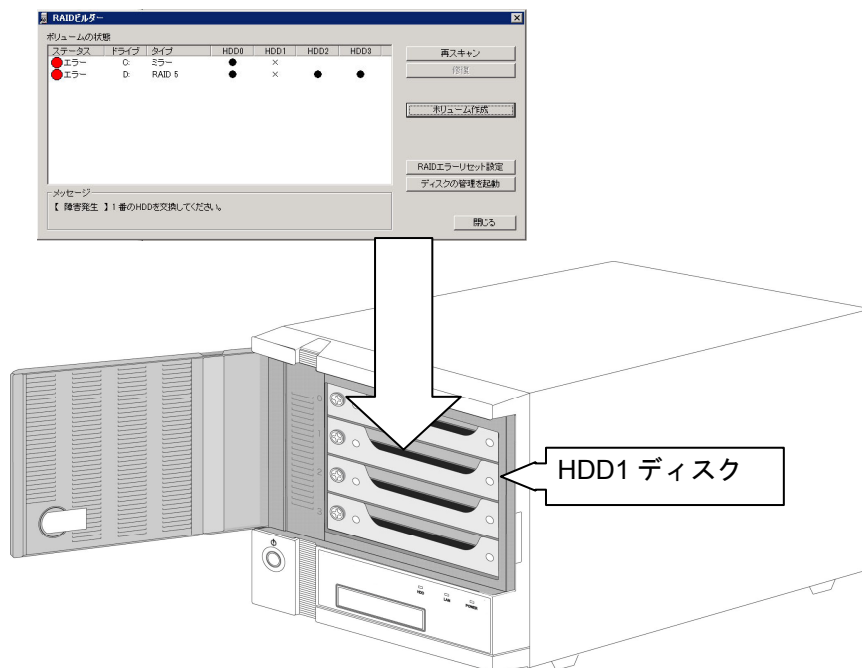 RAIDビルダー
ボリュームの状態
ステータス ドライブ タイプ HDD0 HDD1 HDD2 HDD3
エラー C: ミラー ● ×
エラー D: RAID 5 ● × ● ●
再スキャン
修復
ボリューム作成
RAIDエラーリセット設定
ディスクの管理を起動
メッセージ
【 障害発生 】1 番のHDDを交換してください。
閉じる
0
1
2
3
HDD1 ディスク
HDD
LAN
POWER